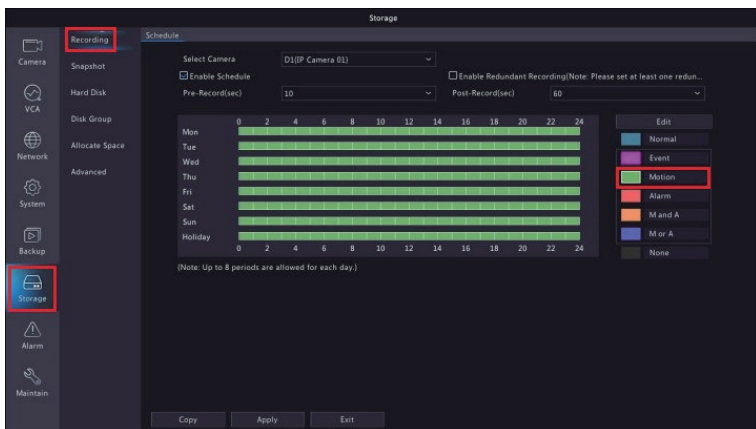 Storage
Camera
VCA
Network
System
Backup
Storage
Alarm
Maintain
Recording
Snapshot
Hard Disk
Disk Group
Allocate Space
Advanced
Schedule
Select Camera D1(IP Camera 01)
Enable Schedule Enable Redundant Recording(Note: Please set at least one redun...
Pre-Record(sec) 10 Post-Record(sec) 60
0 2 4 6 8 10 12 14 16 18 20 22 24
Mon
Tue
Wed
Thu
Fri
Sat
Sun
Holiday
0 2 4 6 8 10 12 14 16 18 20 22 24
Edit
Normal
Event
Motion
Alarm
M and A
M or A
None
(Note: Up to 8 periods are allowed for each day.)
Copy Apply Exit